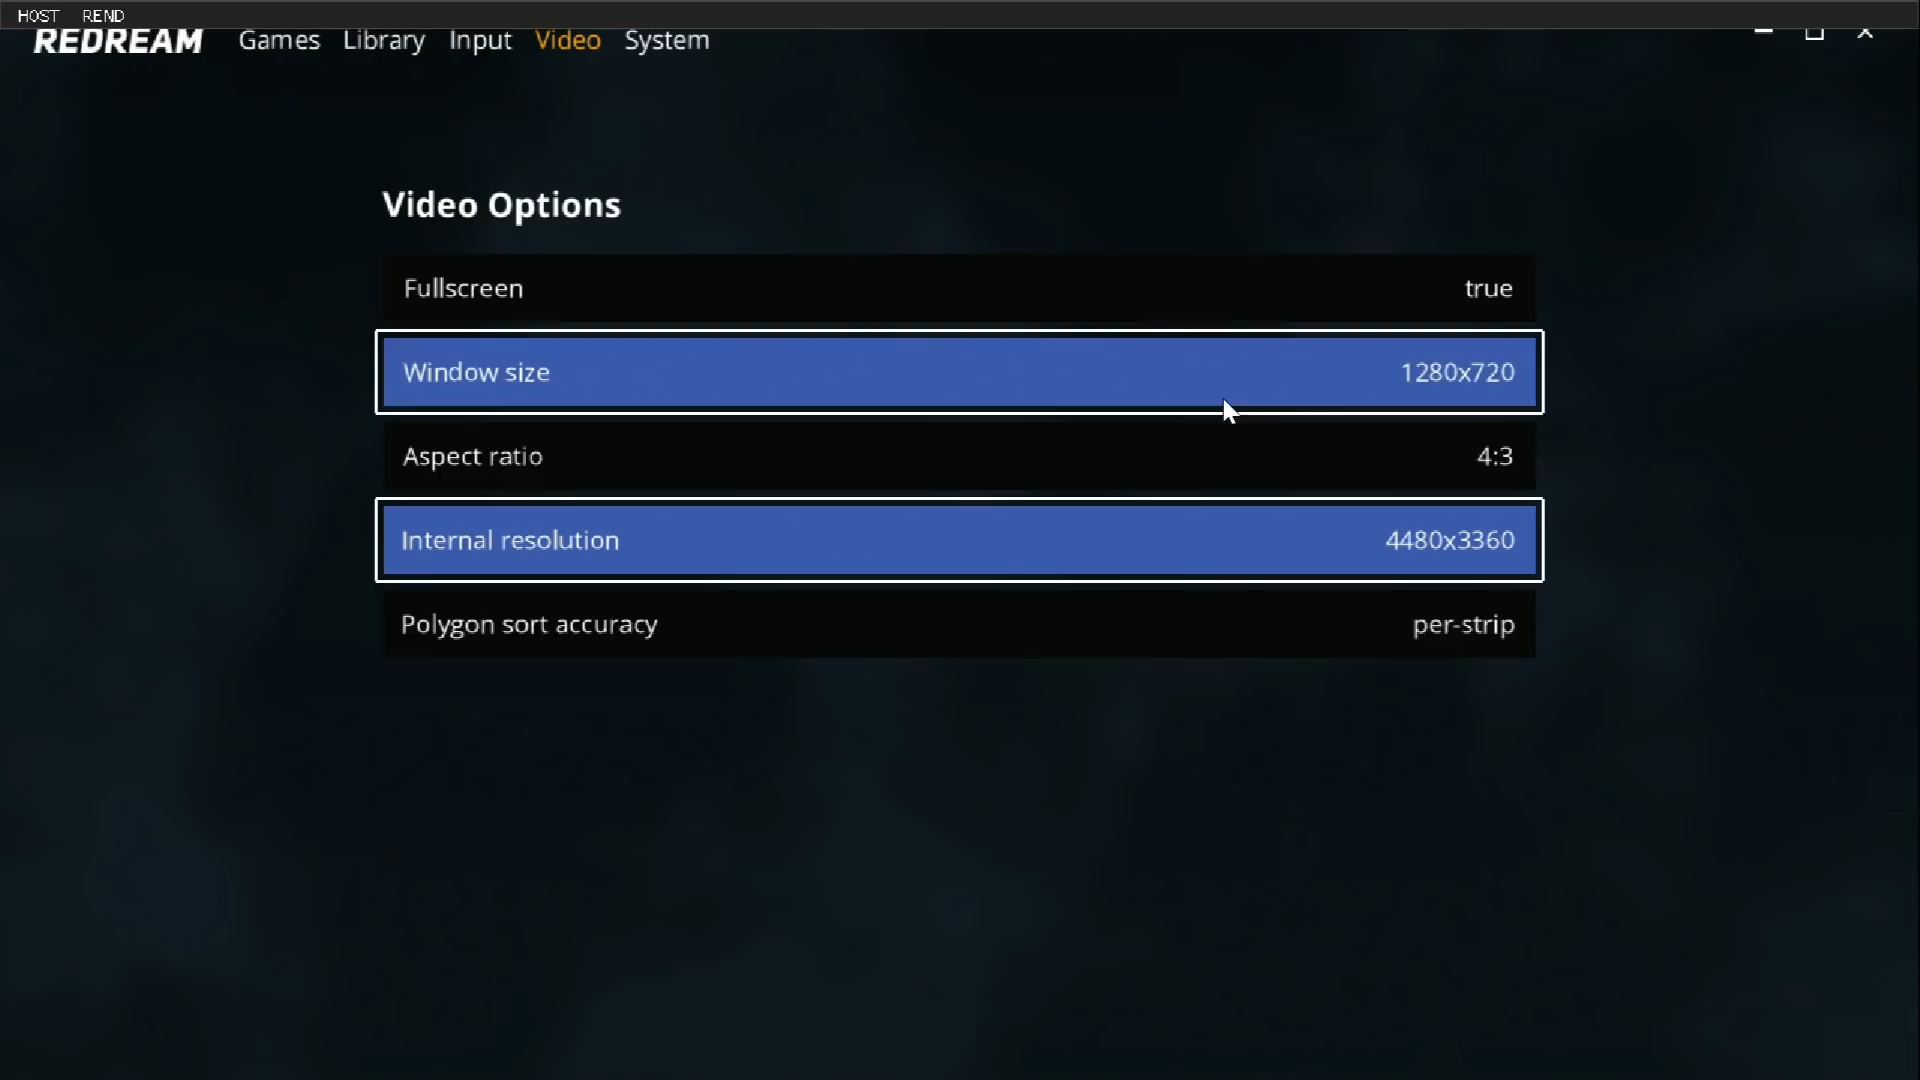 HOST REND
REDREAM Games Library Input Video System
Video Options
Fullscreen true
Window size 1280x720
Aspect ratio 4:3
Internal resolution 4480x3360
Polygon sort accuracy per-strip